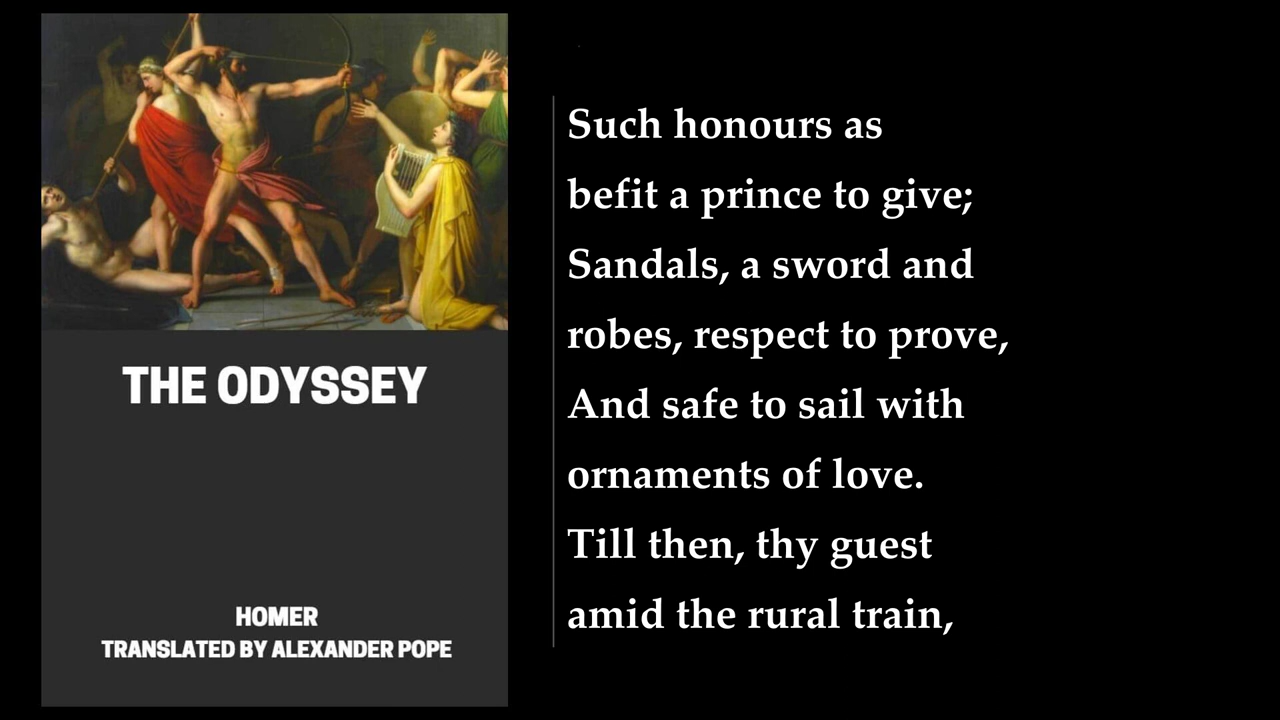 THE ODYSSEY
HOMER
TRANSLATED BY ALEXANDER POPE
Such honours as
befit a prince to give;
Sandals, a sword and
robes, respect to prove,
And safe to sail with
ornaments of love.
Till then, thy guest
amid the rural train,